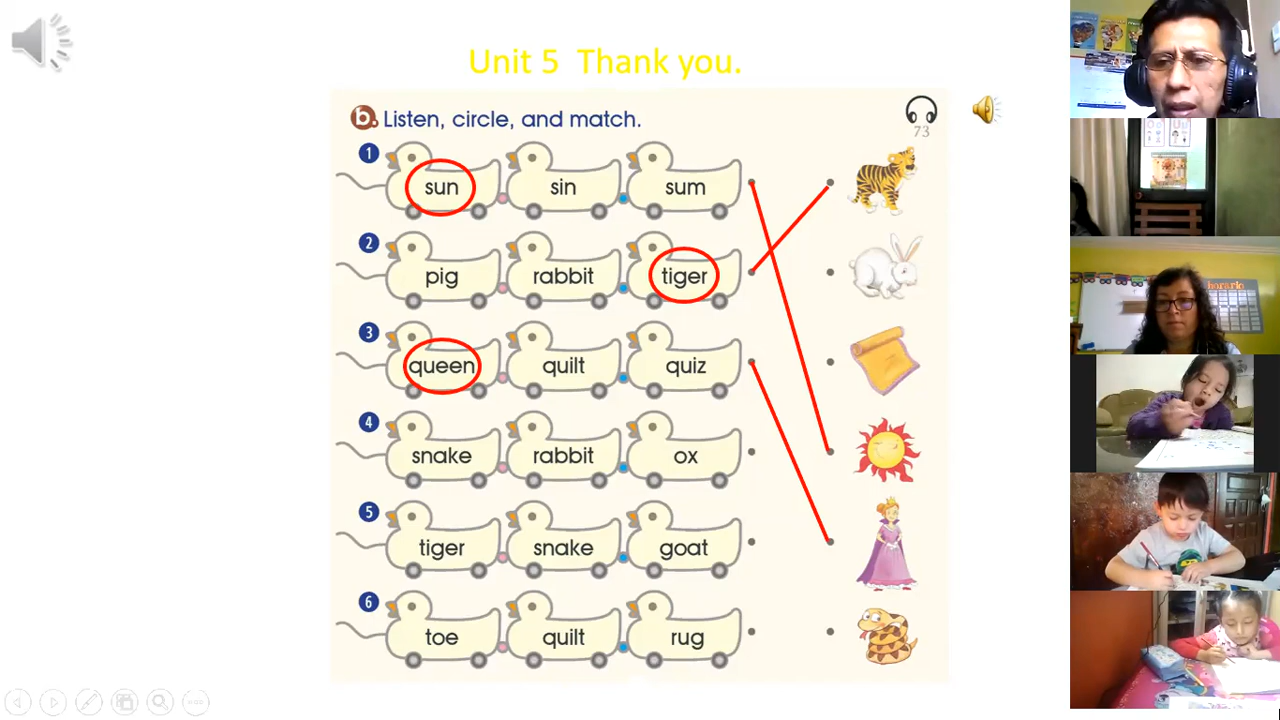 Unit 5 Thank you.
b. Listen, circle, and match.
73
1 sun sin sum
2 pig rabbit tiger
3 queen quilt quiz
4 snake rabbit ox
5 tiger snake goat
6 toe quilt rug
horario